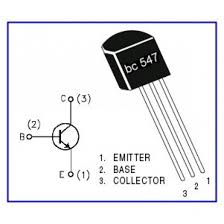 bc 547
C (3)
(2)
B
E (1)
1. EMITTER
2. BASE
3. COLLECTOR
1
2
3